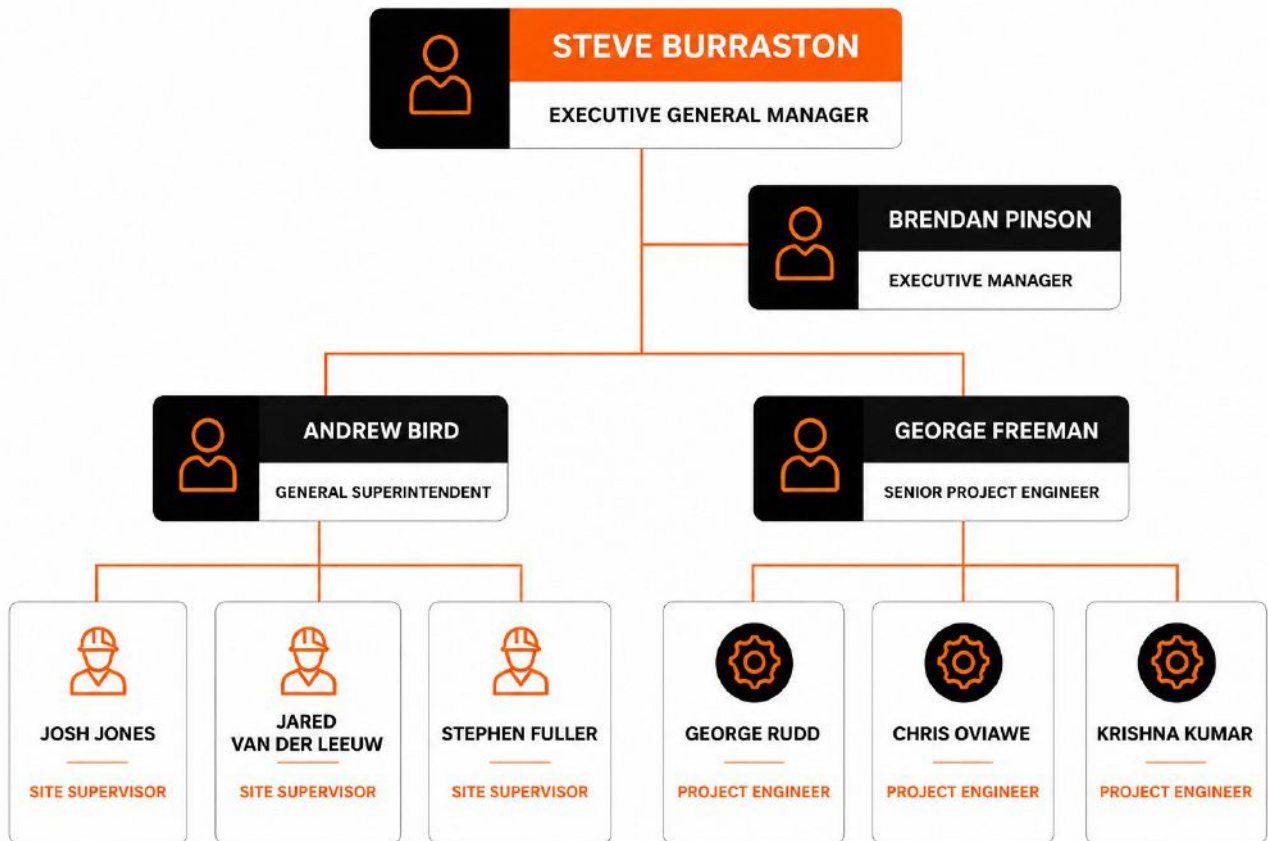 STEVE BURRASTON
EXECUTIVE GENERAL MANAGER
BRENDAN PINSON
EXECUTIVE MANAGER
ANDREW BIRD
GENERAL SUPERINTENDENT
GEORGE FREEMAN
SENIOR PROJECT ENGINEER
JOSH JONES
SITE SUPERVISOR
JARED
VAN DER LEEUW
SITE SUPERVISOR
STEPHEN FULLER
SITE SUPERVISOR
GEORGE RUDD
PROJECT ENGINEER
CHRIS OVIAWE
PROJECT ENGINEER
KRISHNA KUMAR
PROJECT ENGINEER